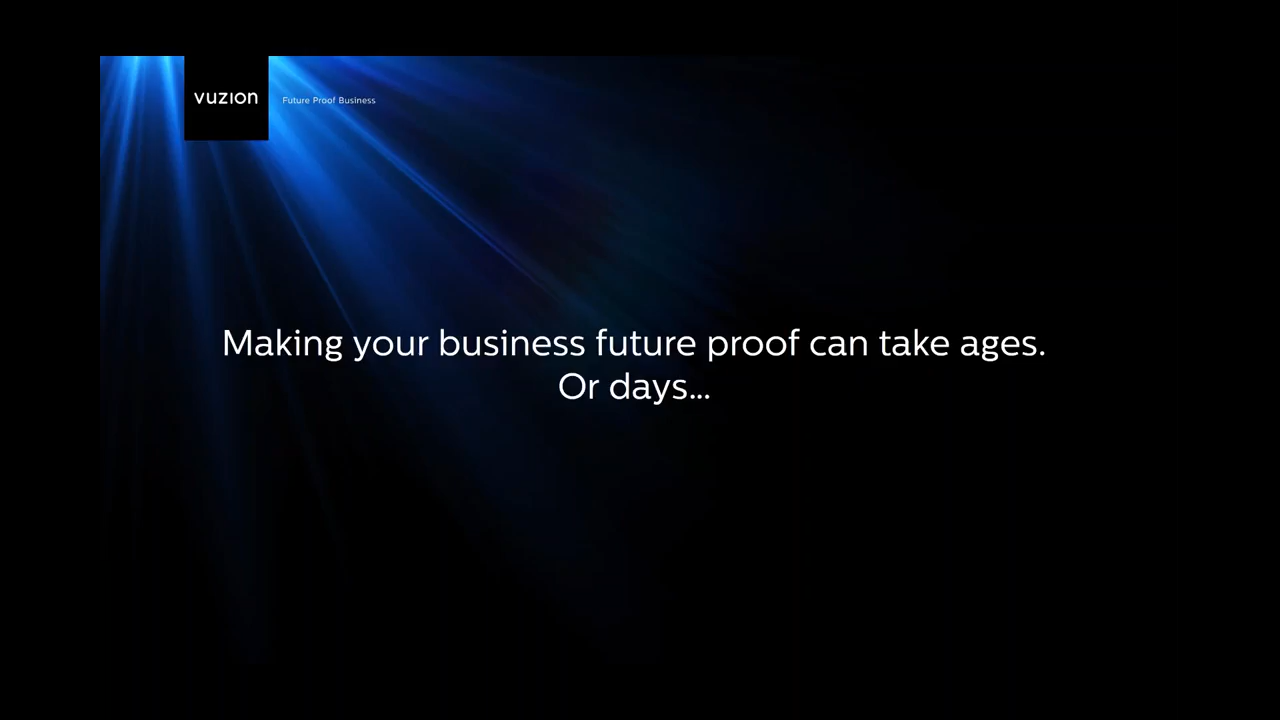 vuzion
Future Proof Business
Making your business future proof can take ages.
Or days...